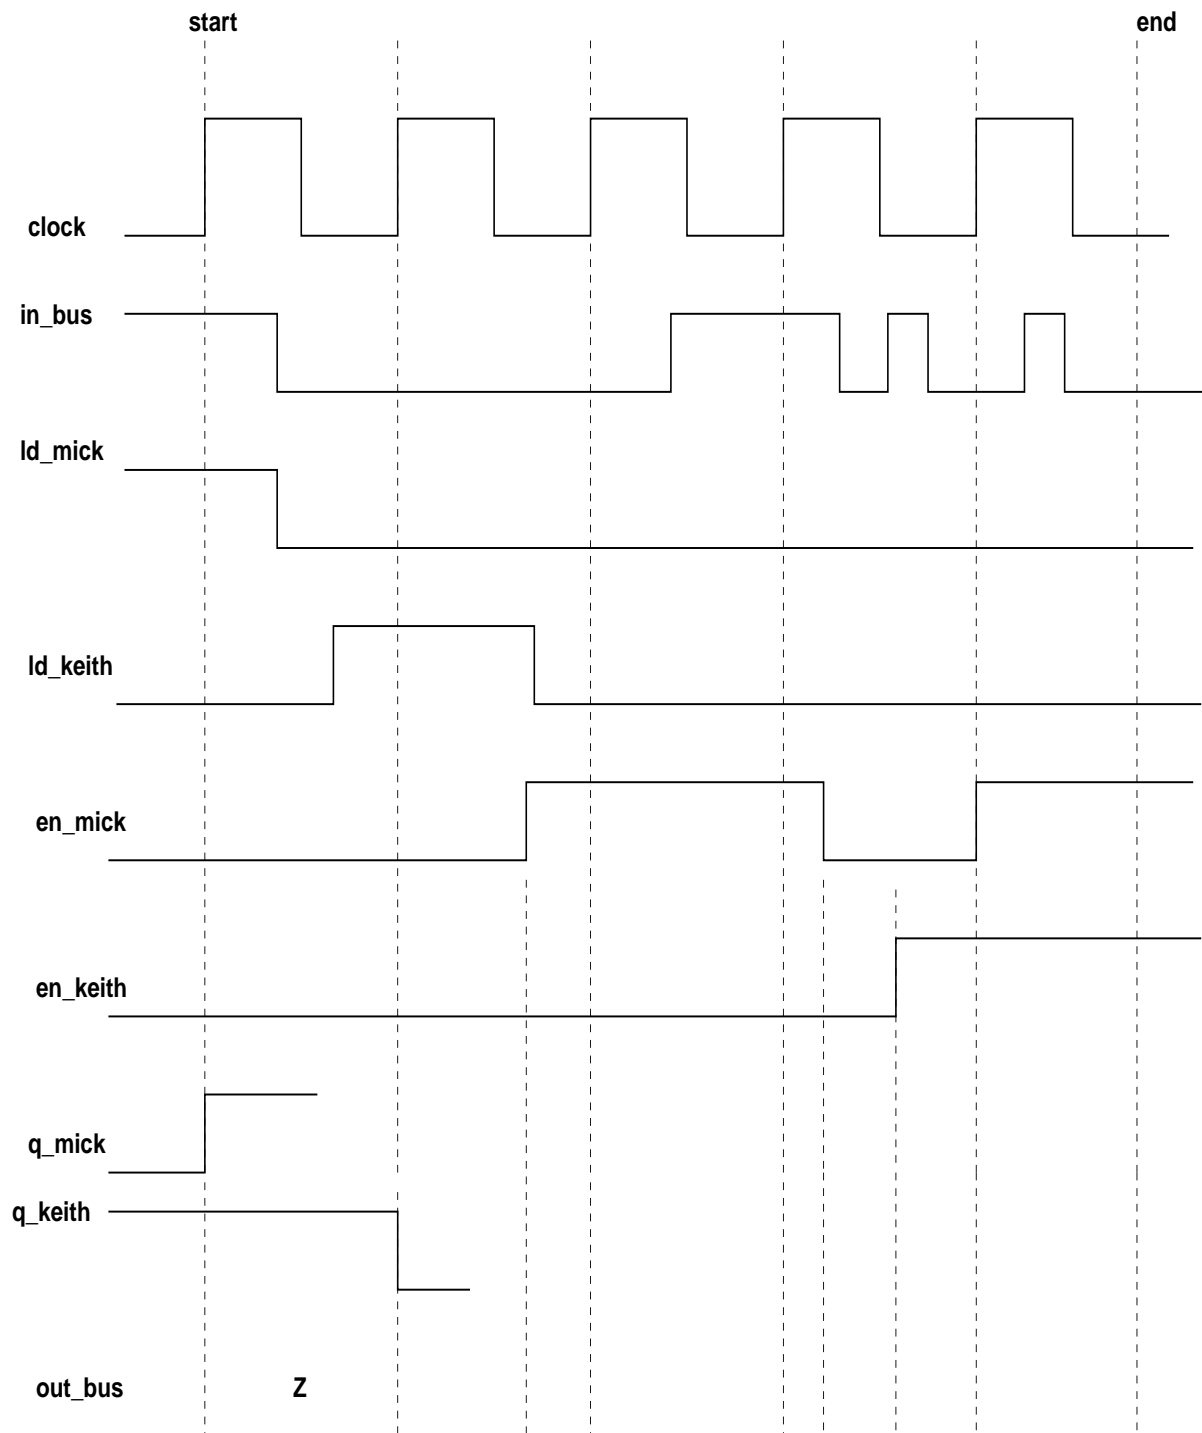 start
end
clock
in_bus
ld_mick
ld_keith
en_mick
en_keith
q_mick
q_keith
out_bus
Z